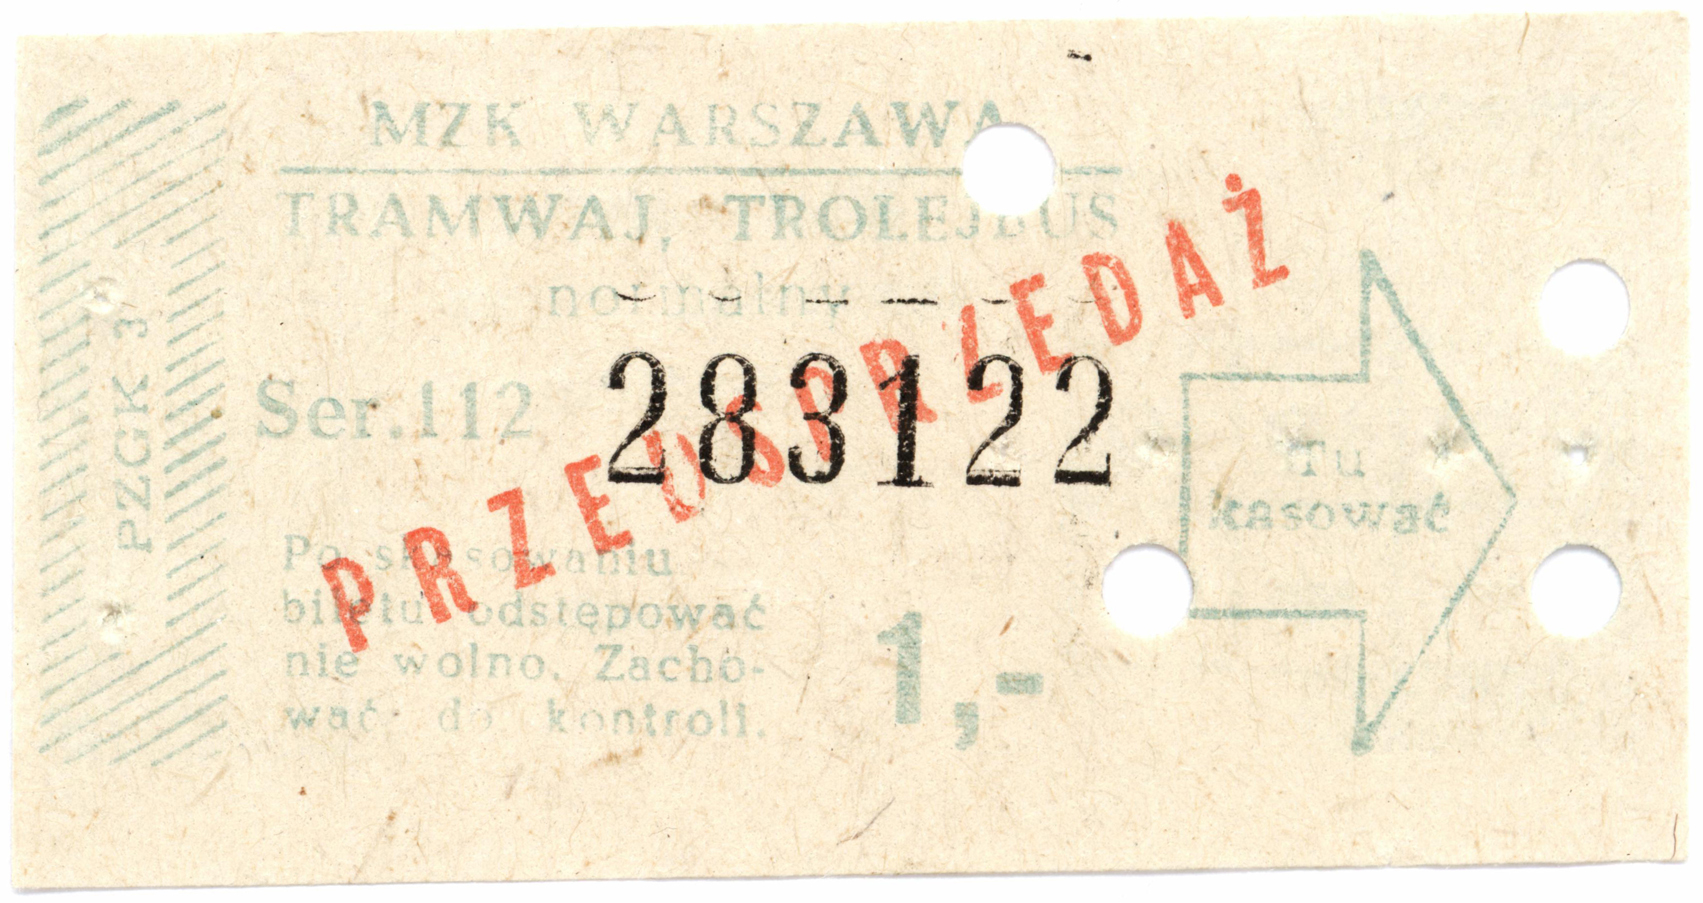 MZK WARSZAWA
TRAMWAJ, TROLEJBUS
normalny
Ser.112 283122
PRZEDSPRZEDAŻ
Po skasowaniu
biletu odstępować
nie wolno. Zacho-
wać do kontroli.
1,-
Tu
kasować
PZGK 3